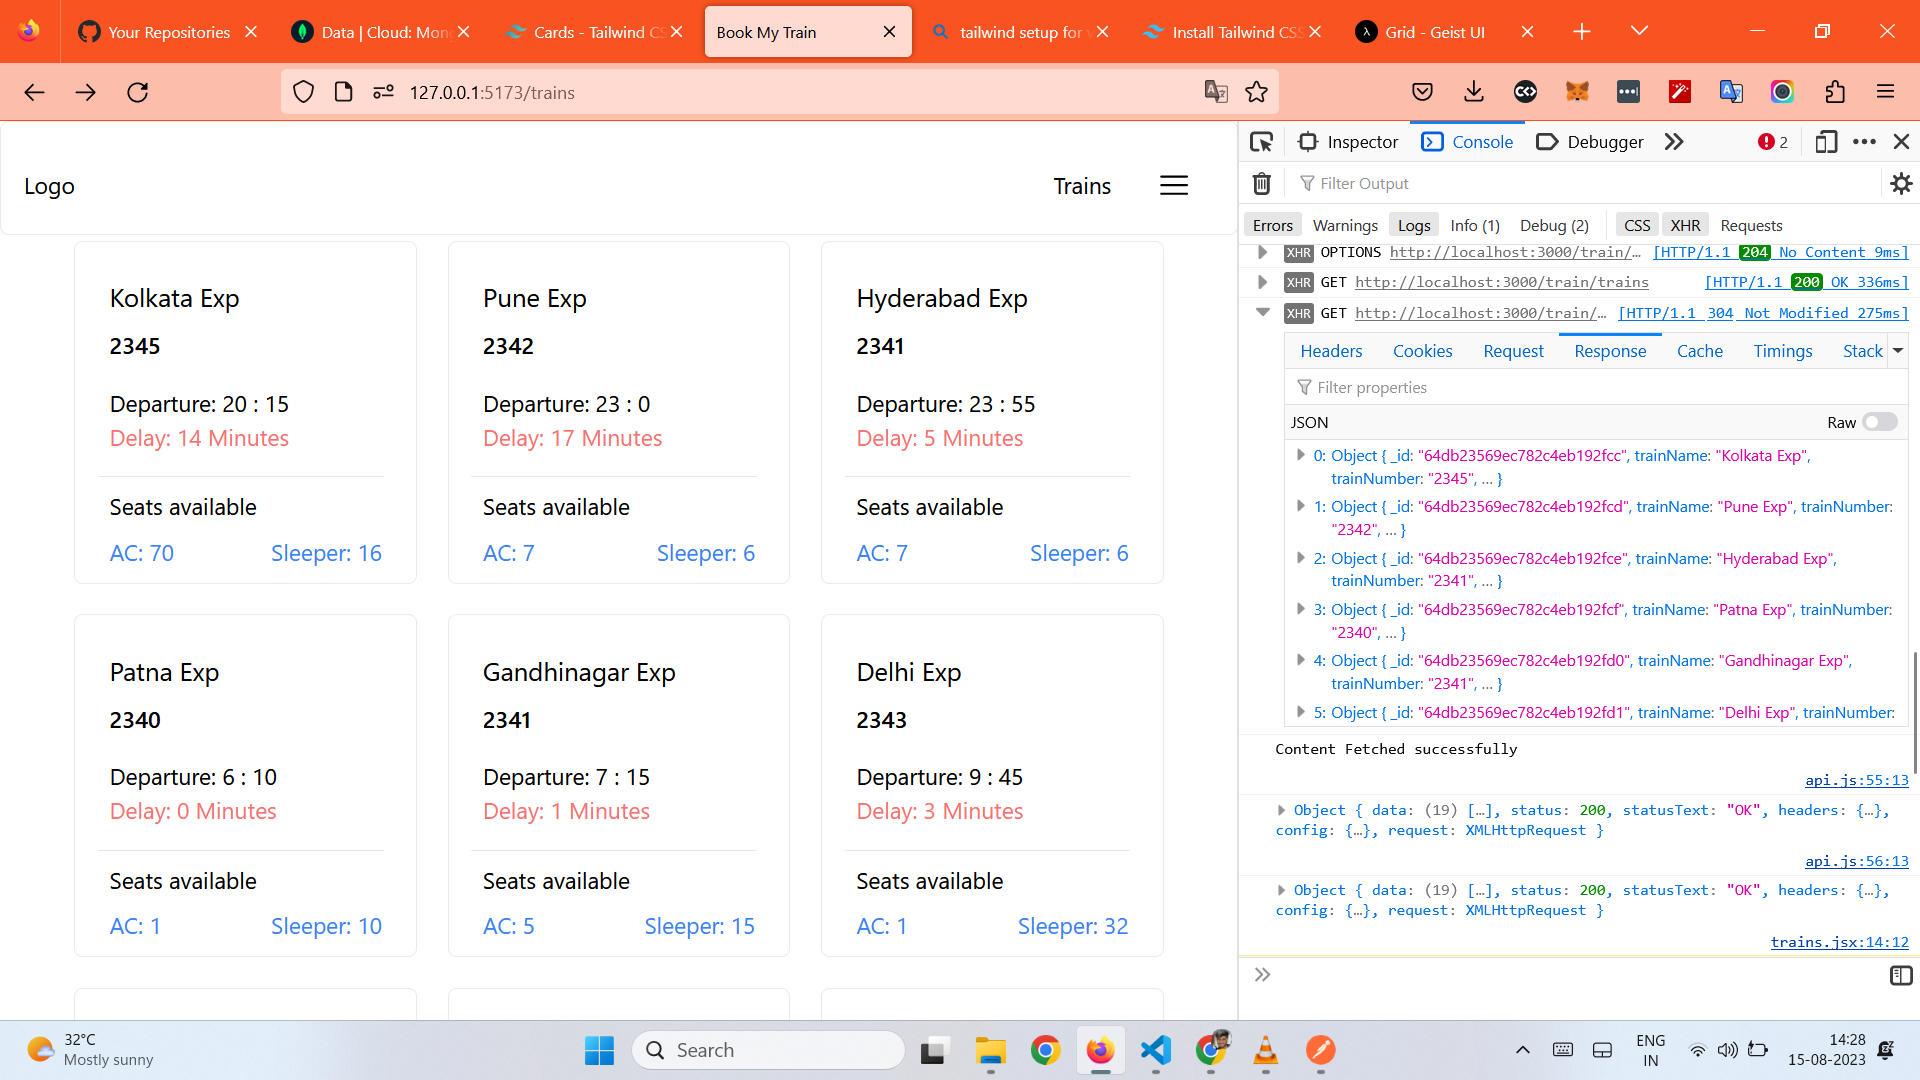 Your Repositories
Data | Cloud: Mon
Cards - Tailwind CS
Book My Train
tailwind setup for
Install Tailwind CSS
Grid - Geist UI
127.0.0.1:5173/trains
Logo
Trains
Kolkata Exp
2345
Departure: 20 : 15
Delay: 14 Minutes
Seats available
AC: 70 Sleeper: 16
Pune Exp
2342
Departure: 23 : 0
Delay: 17 Minutes
Seats available
AC: 7 Sleeper: 6
Hyderabad Exp
2341
Departure: 23 : 55
Delay: 5 Minutes
Seats available
AC: 7 Sleeper: 6
Patna Exp
2340
Departure: 6 : 10
Delay: 0 Minutes
Seats available
AC: 1 Sleeper: 10
Gandhinagar Exp
2341
Departure: 7 : 15
Delay: 1 Minutes
Seats available
AC: 5 Sleeper: 15
Delhi Exp
2343
Departure: 9 : 45
Delay: 3 Minutes
Seats available
AC: 1 Sleeper: 32
Inspector Console Debugger 2
Filter Output
Errors Warnings Logs Info (1) Debug (2) CSS XHR Requests
XHR OPTIONS http://localhost:3000/train/… [HTTP/1.1 204 No Content 9ms]
XHR GET http://localhost:3000/train/trains [HTTP/1.1 200 OK 336ms]
XHR GET http://localhost:3000/train/… [HTTP/1.1 304 Not Modified 275ms]
Headers Cookies Request Response Cache Timings Stack
Filter properties
JSON Raw
0: Object { _id: "64db23569ec782c4eb192fcc", trainName: "Kolkata Exp",
trainNumber: "2345", … }
1: Object { _id: "64db23569ec782c4eb192fcd", trainName: "Pune Exp", trainNumber:
"2342", … }
2: Object { _id: "64db23569ec782c4eb192fce", trainName: "Hyderabad Exp",
trainNumber: "2341", … }
3: Object { _id: "64db23569ec782c4eb192fcf", trainName: "Patna Exp", trainNumber:
"2340", … }
4: Object { _id: "64db23569ec782c4eb192fd0", trainName: "Gandhinagar Exp",
trainNumber: "2341", … }
5: Object { _id: "64db23569ec782c4eb192fd1", trainName: "Delhi Exp", trainNumber:
Content Fetched successfully
api.js:55:13
Object { data: (19) […], status: 200, statusText: "OK", headers: {…},
config: {…}, request: XMLHttpRequest }
api.js:56:13
Object { data: (19) […], status: 200, statusText: "OK", headers: {…},
config: {…}, request: XMLHttpRequest }
trains.jsx:14:12
32°C
Mostly sunny
Search
ENG
IN
14:28
15-08-2023